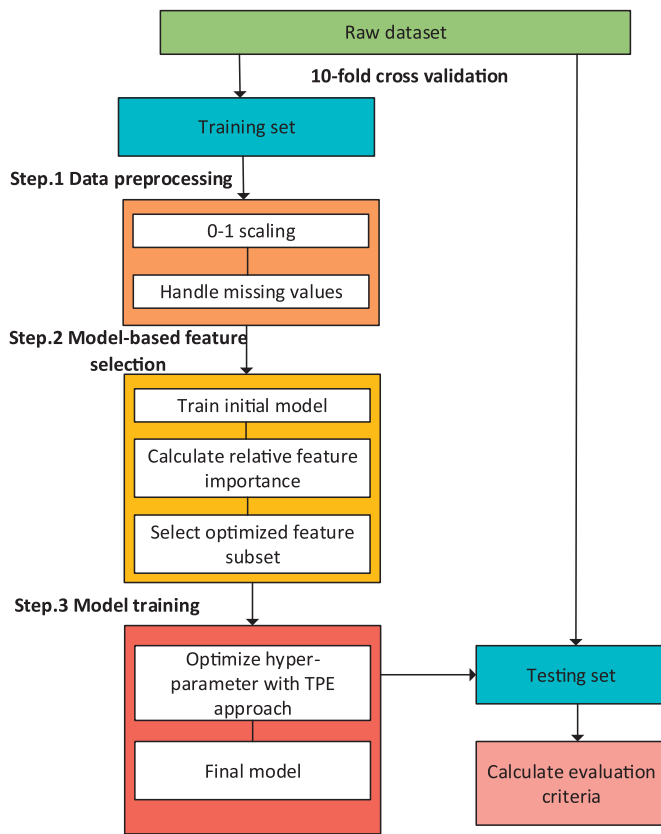 Raw dataset
10-fold cross validation
Training set
Step.1 Data preprocessing
0-1 scaling
Handle missing values
Step.2 Model-based feature
selection
Train initial model
Calculate relative feature
importance
Select optimized feature
subset
Step.3 Model training
Optimize hyper-
parameter with TPE
approach
Final model
Testing set
Calculate evaluation
criteria